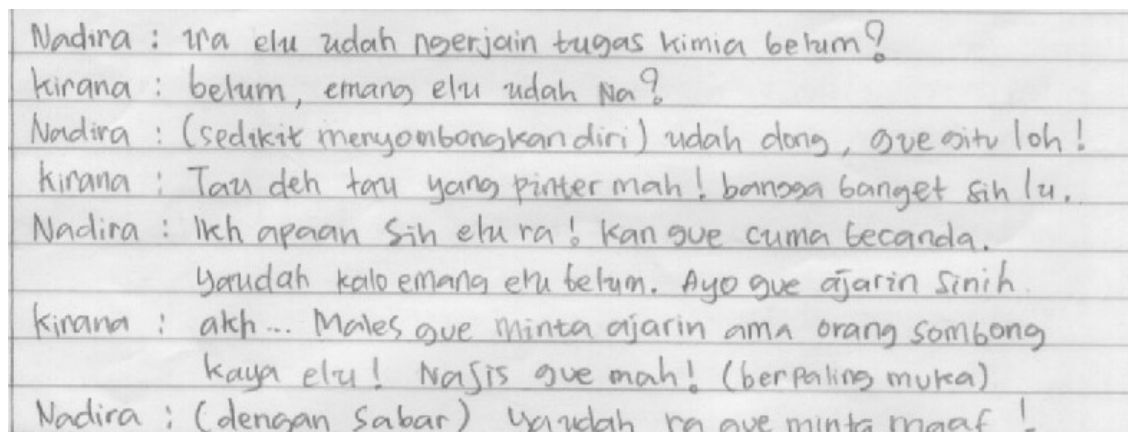 Nadira : ira elu udah ngerjain tugas kimia belum?
kirana : belum, emang elu udah Na?
Nadira : (sedikit menyombongkan diri) udah dong, gue gitu loh!
kirana : Tau deh tau yang pinter mah! bangga banget sih lu.
Nadira : Ikh apaan sih elu ra! kan gue cuma becanda.
yaudah kalo emang elu belum. Ayo gue ajarin sinih
kirana : akh... Males gue minta ajarin ama orang sombong
kaya elu! Nasis gue mah! (berpaling muka)
Nadira : (dengan sabar) yaudah ra gue minta maaf !